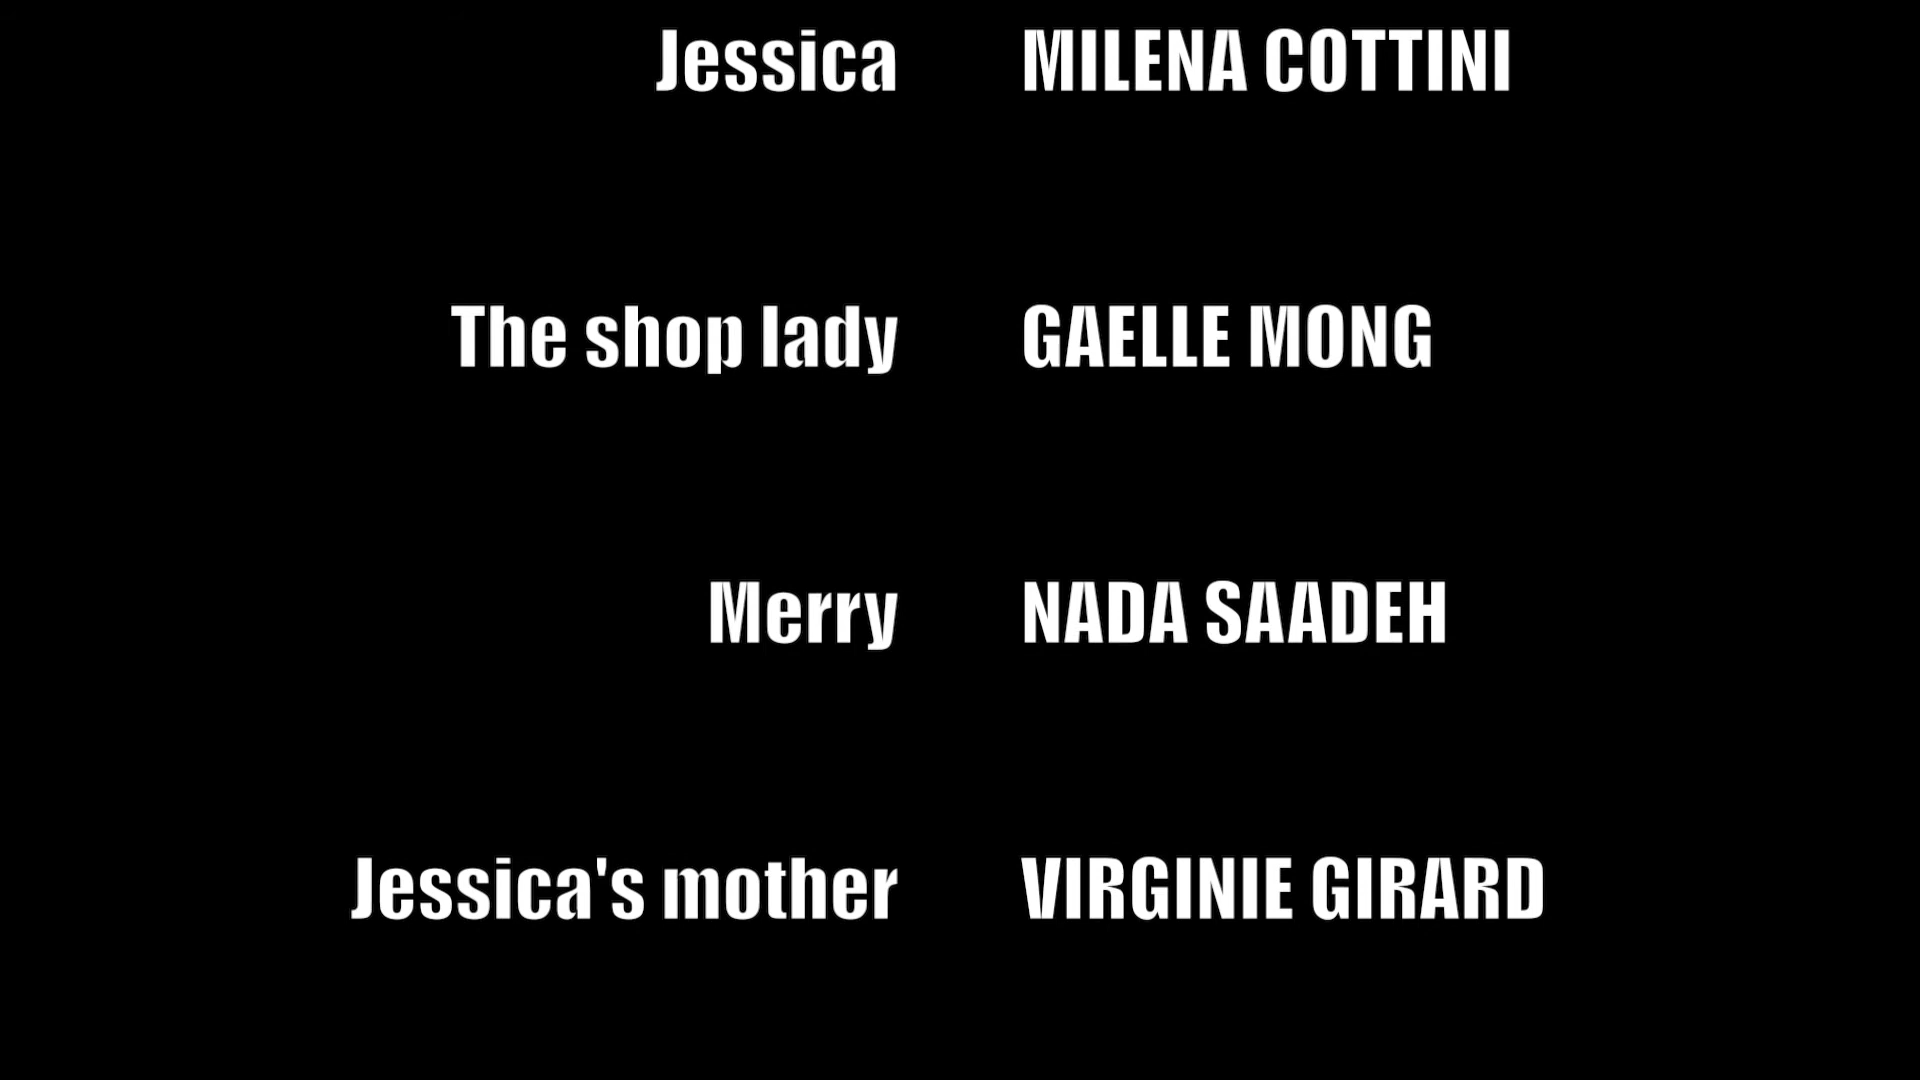 Jessica MILENA COTTINI
The shop lady GAELLE MONG
Merry NADA SAADEH
Jessica's mother VIRGINIE GIRARD